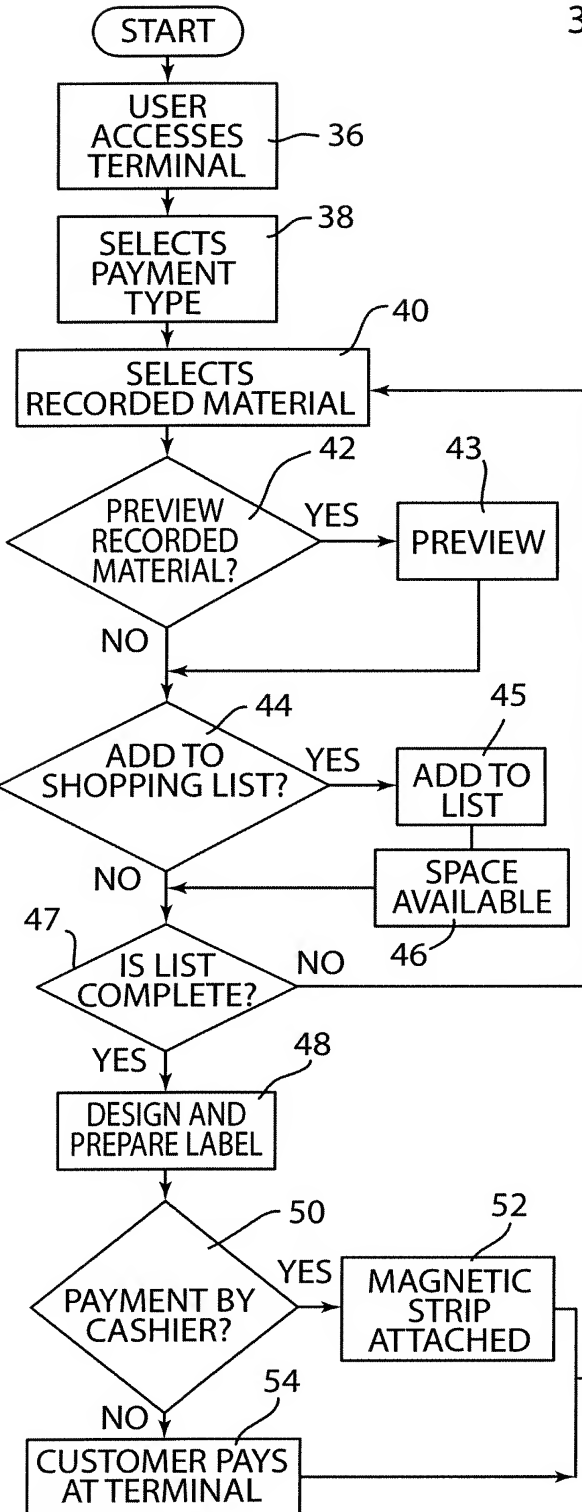 START
3
USER
ACCESSES
TERMINAL
36
38
SELECTS
PAYMENT
TYPE
40
SELECTS
RECORDED MATERIAL
42
PREVIEW
RECORDED
MATERIAL?
YES
43
PREVIEW
NO
44
ADD TO
SHOPPING LIST?
YES
45
ADD TO
LIST
NO
SPACE
AVAILABLE
46
47
IS LIST
COMPLETE?
NO
YES
48
DESIGN AND
PREPARE LABEL
50
PAYMENT BY
CASHIER?
YES
52
MAGNETIC
STRIP
ATTACHED
NO
54
CUSTOMER PAYS
AT TERMINAL